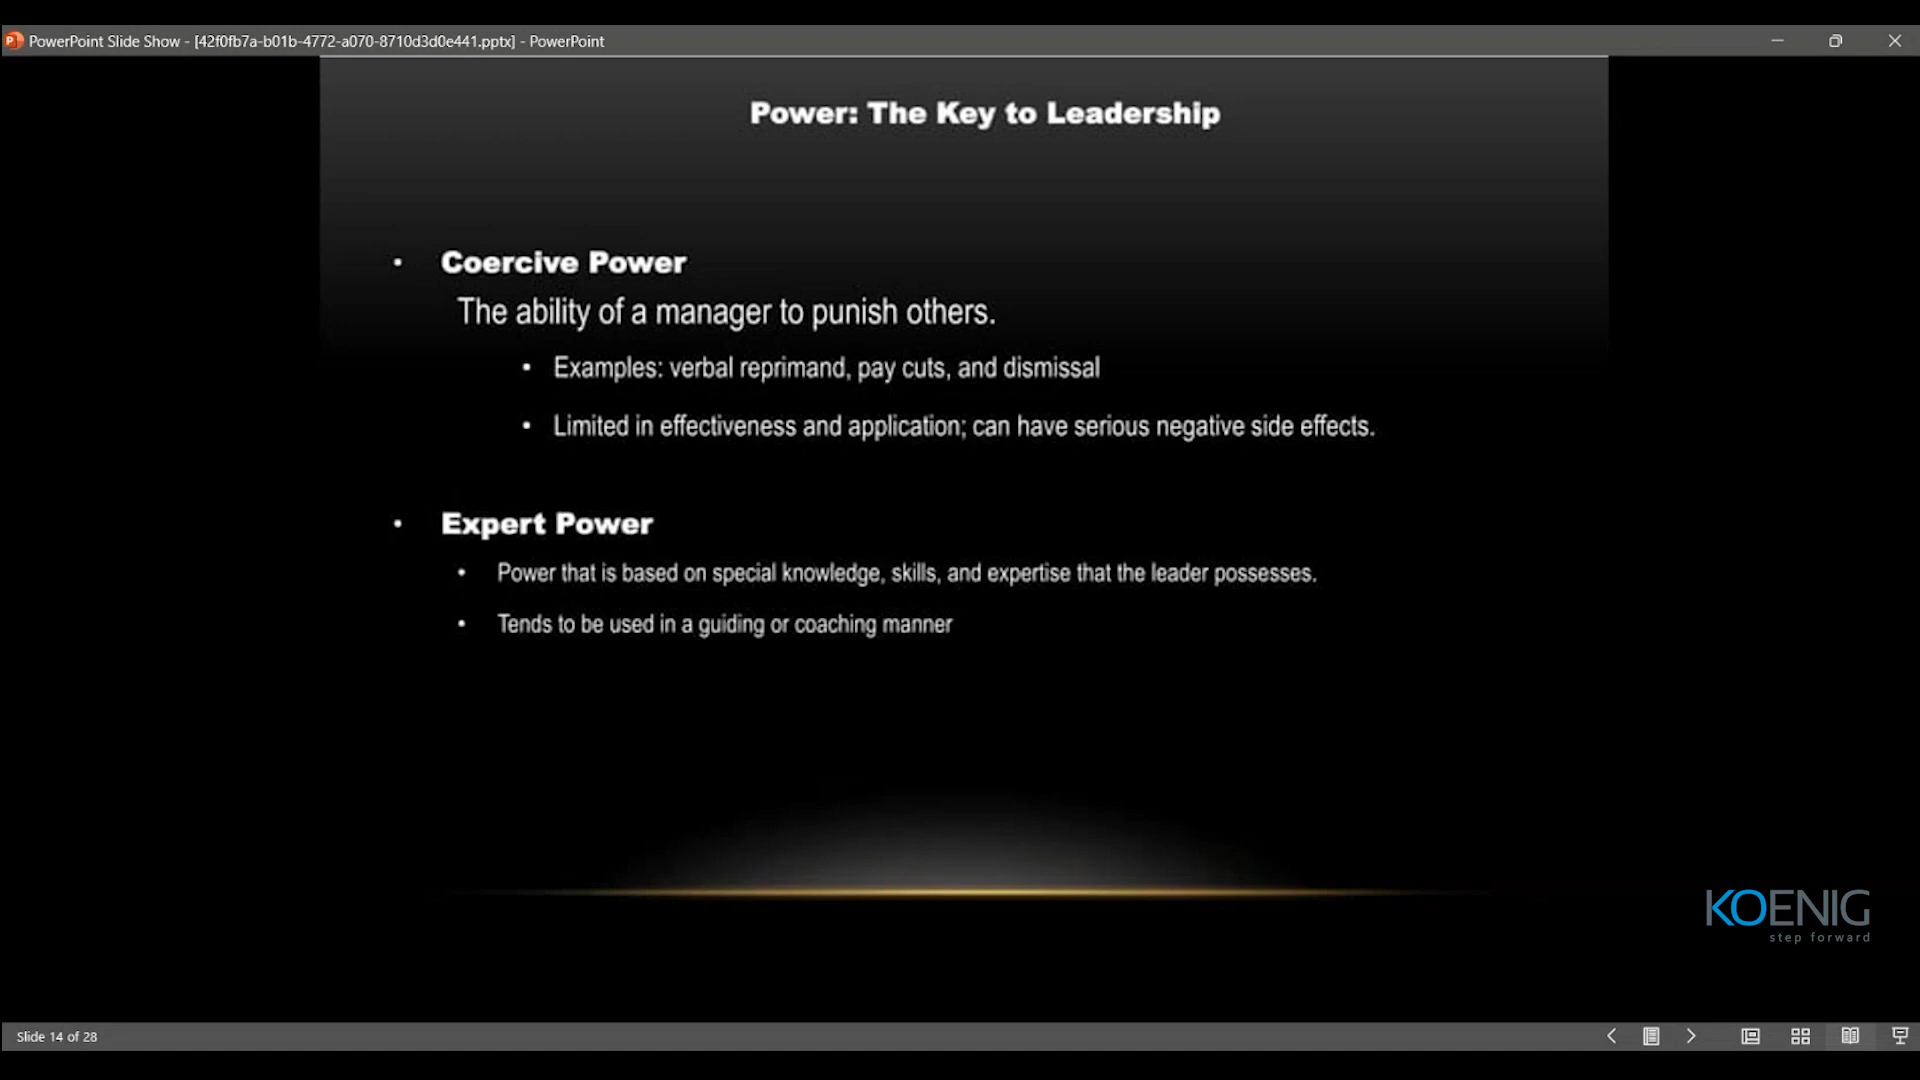 PowerPoint Slide Show - [42f0fb7a-b01b-4772-a070-8710d3d0e441.pptx] - PowerPoint
Power: The Key to Leadership
• Coercive Power
The ability of a manager to punish others.
• Examples: verbal reprimand, pay cuts, and dismissal
• Limited in effectiveness and application; can have serious negative side effects.
• Expert Power
• Power that is based on special knowledge, skills, and expertise that the leader possesses.
• Tends to be used in a guiding or coaching manner
KOENIG
step forward
Slide 14 of 28